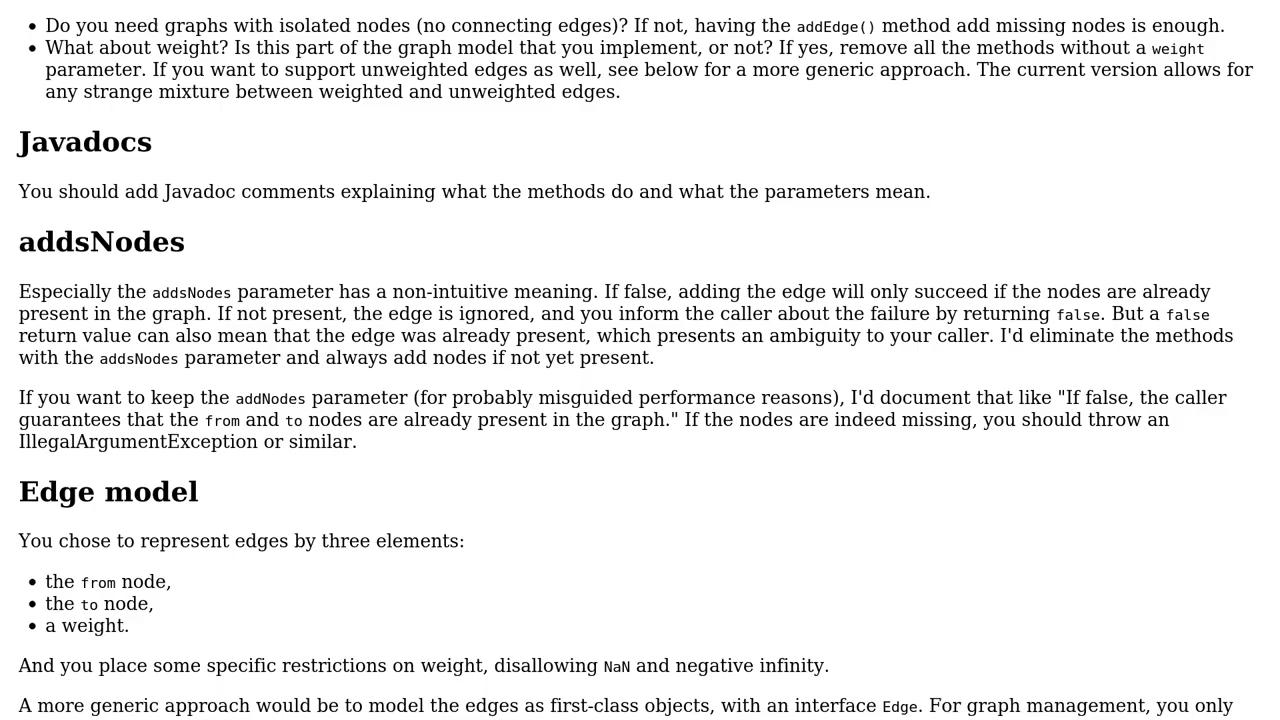 • Do you need graphs with isolated nodes (no connecting edges)? If not, having the addEdge() method add missing nodes is enough.
• What about weight? Is this part of the graph model that you implement, or not? If yes, remove all the methods without a weight
parameter. If you want to support unweighted edges as well, see below for a more generic approach. The current version allows for
any strange mixture between weighted and unweighted edges.
Javadocs
You should add Javadoc comments explaining what the methods do and what the parameters mean.
addsNodes
Especially the addsNodes parameter has a non-intuitive meaning. If false, adding the edge will only succeed if the nodes are already
present in the graph. If not present, the edge is ignored, and you inform the caller about the failure by returning false. But a false
return value can also mean that the edge was already present, which presents an ambiguity to your caller. I'd eliminate the methods
with the addsNodes parameter and always add nodes if not yet present.
If you want to keep the addNodes parameter (for probably misguided performance reasons), I'd document that like "If false, the caller
guarantees that the from and to nodes are already present in the graph." If the nodes are indeed missing, you should throw an
IllegalArgumentException or similar.
Edge model
You chose to represent edges by three elements:
• the from node,
• the to node,
• a weight.
And you place some specific restrictions on weight, disallowing NaN and negative infinity.
A more generic approach would be to model the edges as first-class objects, with an interface Edge. For graph management, you only